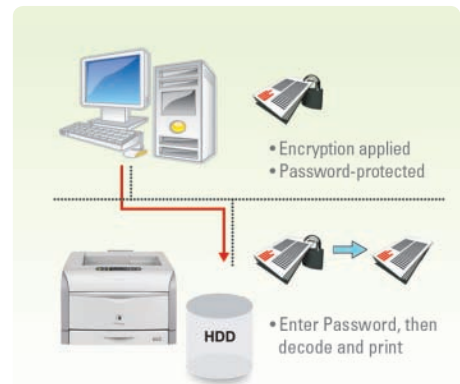 • Encryption applied
• Password-protected
HDD
• Enter Password, then
decode and print